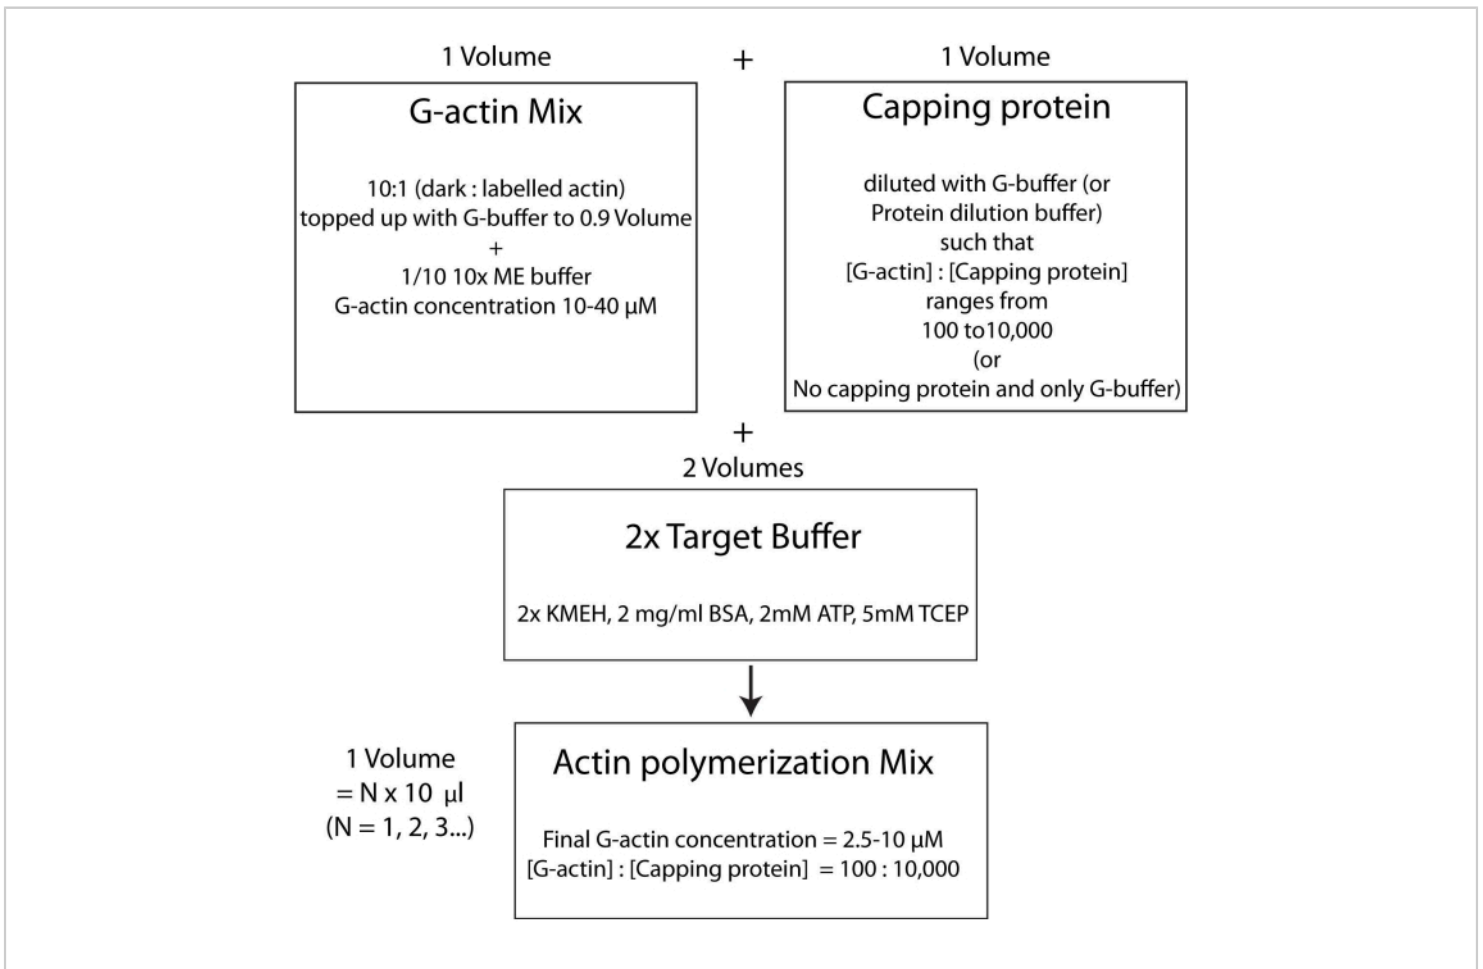 1 Volume
+
1 Volume
G-actin Mix
10:1 (dark : labelled actin)
topped up with G-buffer to 0.9 Volume
+
1/10 10x ME buffer
G-actin concentration 10-40 μM
Capping protein
diluted with G-buffer (or
Protein dilution buffer)
such that
[G-actin] : [Capping protein]
ranges from
100 to10,000
(or
No capping protein and only G-buffer)
+
2 Volumes
2x Target Buffer
2x KMEH, 2 mg/ml BSA, 2mM ATP, 5mM TCEP
1 Volume
= N x 10 μl
(N = 1, 2, 3...)
Actin polymerization Mix
Final G-actin concentration = 2.5-10 μM
[G-actin] : [Capping protein] = 100 : 10,000